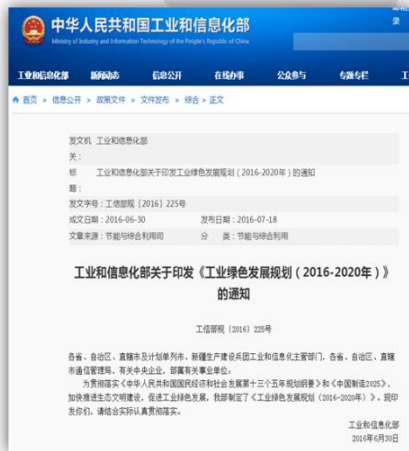 录
中华人民共和国工业和信息化部
Ministry of Industry and Information Technology of the People's Republic of China
工业和信息化部 新闻动态 信息公开 在线办事 公众参与 专题专栏 工
首页 > 信息公开 > 政策文件 > 文件发布 > 综合 > 正文
发文机 工业和信息化部
关：
标 工业和信息化部关于印发工业绿色发展规划（2016-2020年）的通知
题：
发文字号：工信部规〔2016〕225号
成文日期：2016-06-30 发布日期：2016-07-18
文章来源：节能与综合利用司 分 类：节能与综合利用
工业和信息化部关于印发《工业绿色发展规划（2016-2020年）》
的通知
工信部规〔2016〕225号
各省、自治区、直辖市及计划单列市、新疆生产建设兵团工业和信息化主管部门，各省、自治区、直辖
市通信管理局，有关中央企业，部属有关事业单位：
为贯彻落实《中华人民共和国国民经济和社会发展第十三个五年规划纲要》和《中国制造2025》，
加快推进生态文明建设，促进工业绿色发展，我部制定了《工业绿色发展规划（2016-2020年）》。现印
发你们，请结合实际认真贯彻落实。
工业和信息化部
2016年6月30日